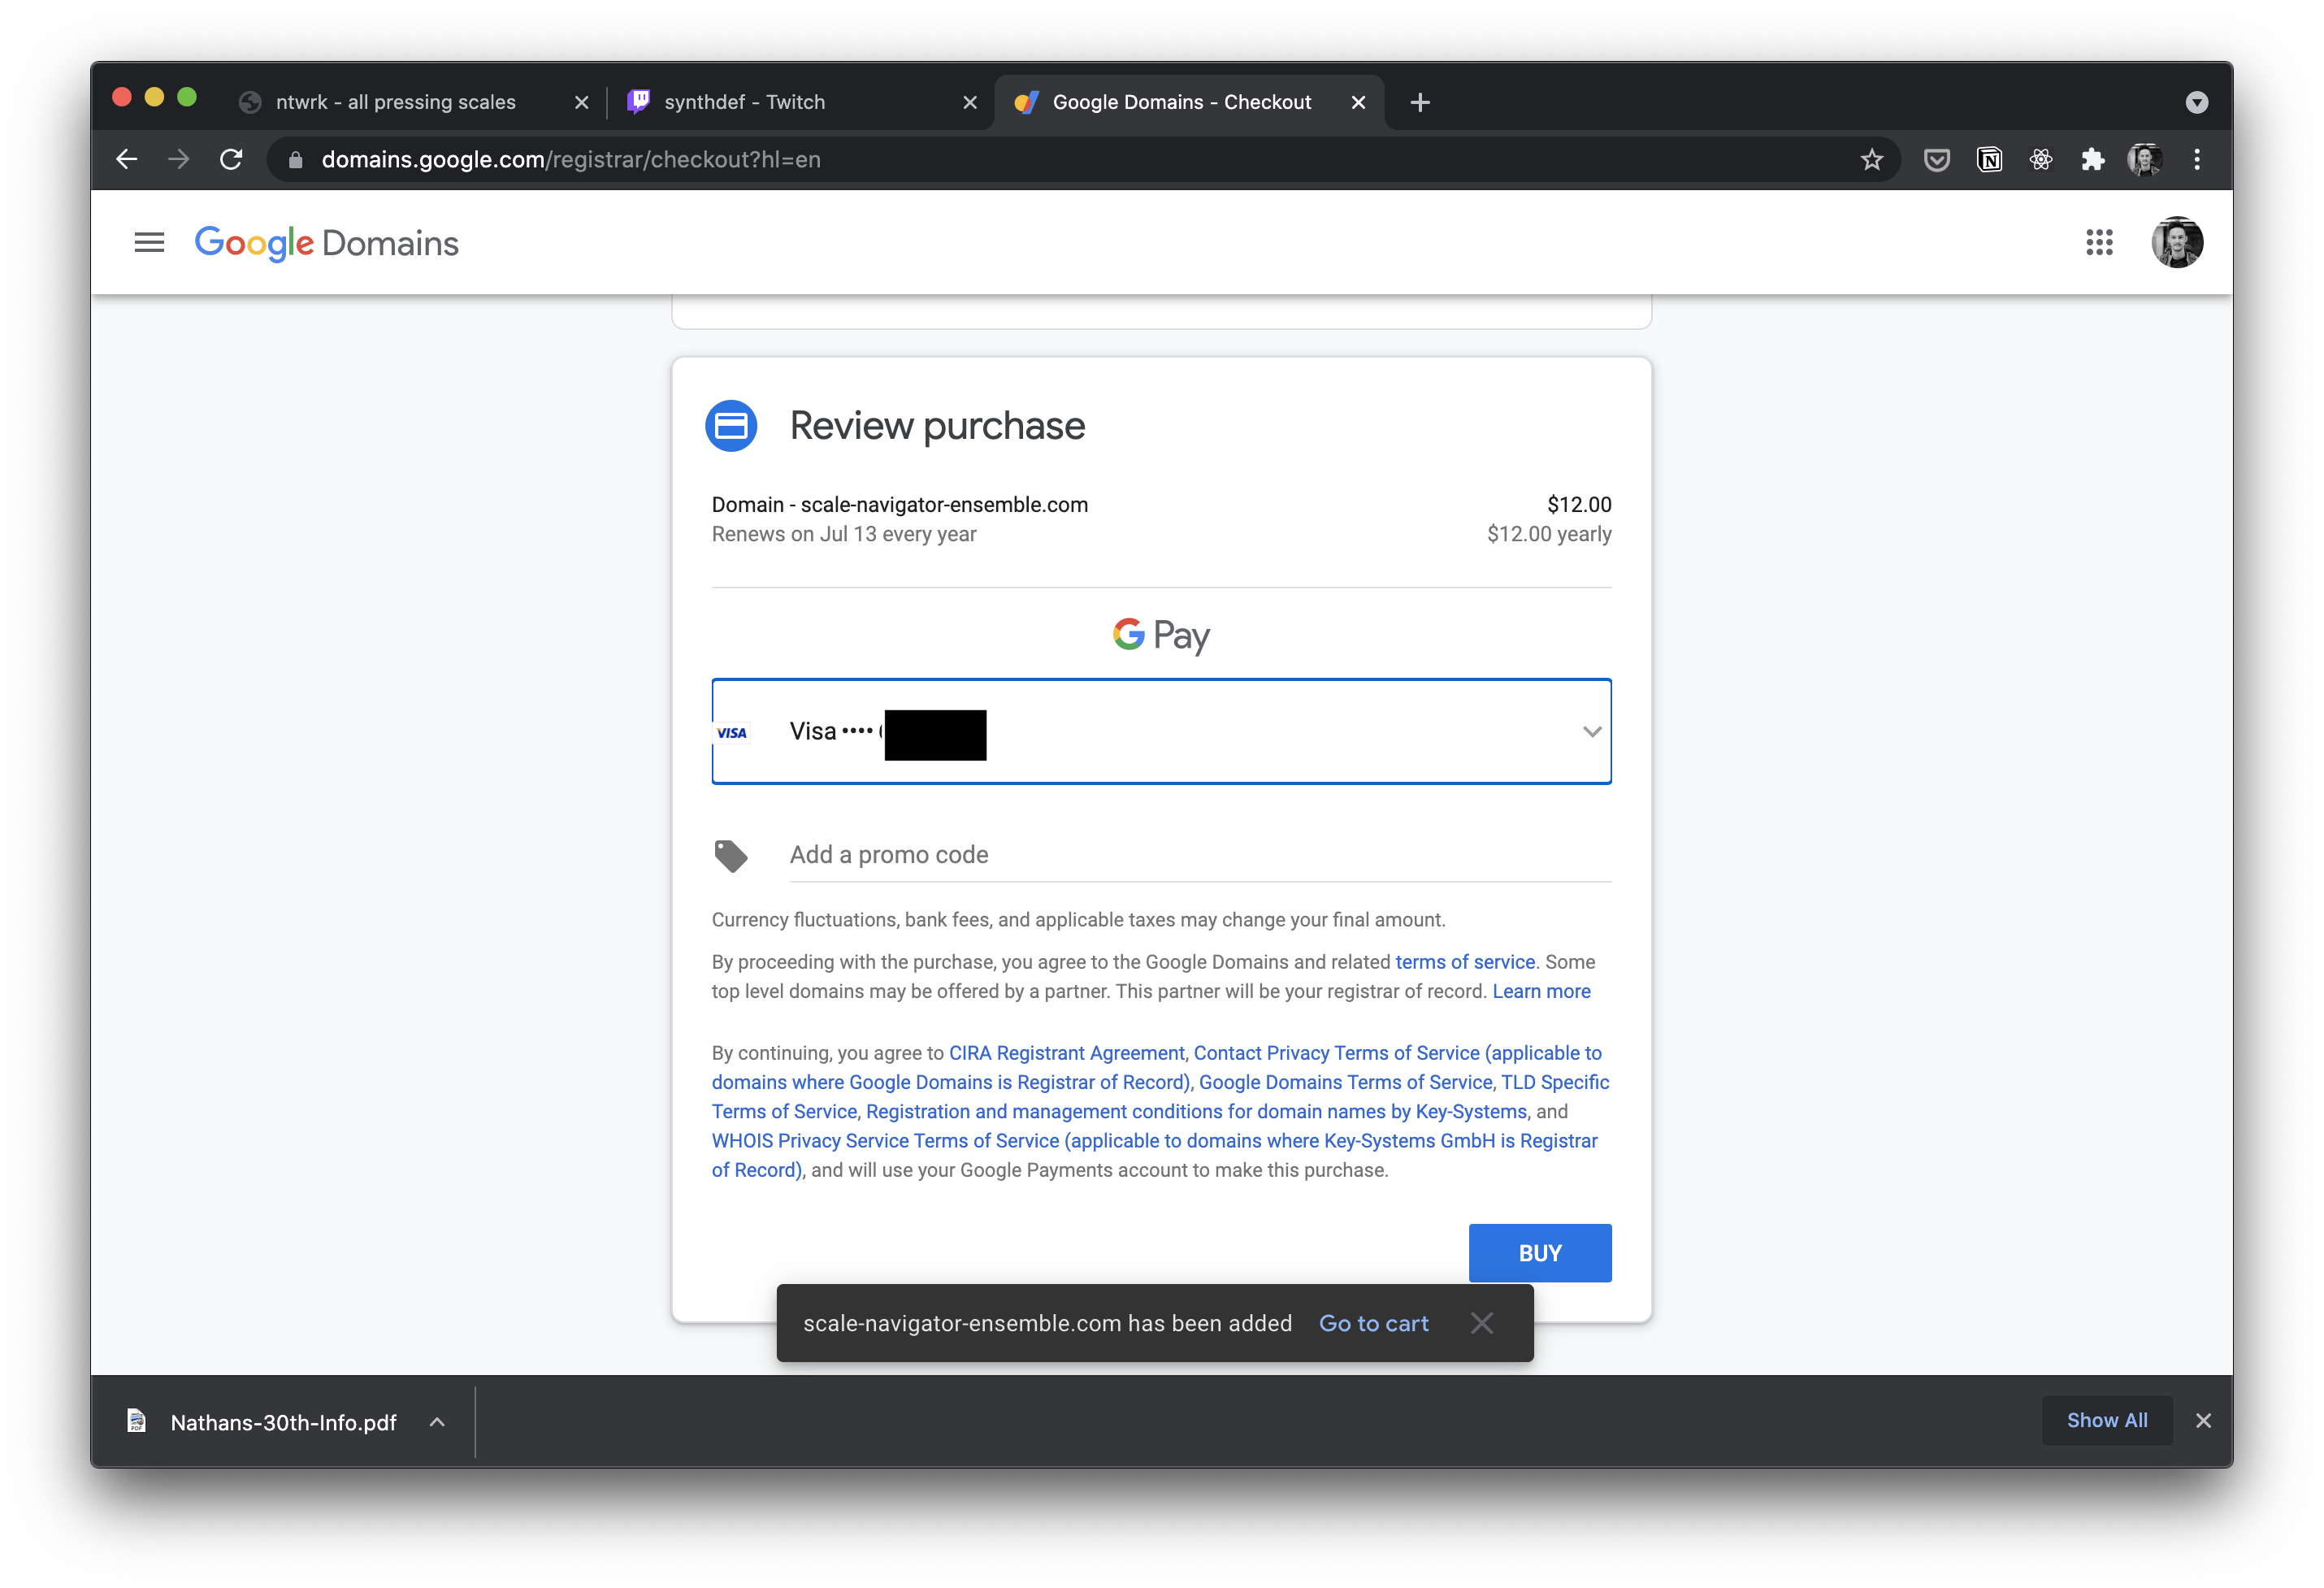 ntwrk - all pressing scales
synthdef - Twitch
Google Domains - Checkout
domains.google.com/registrar/checkout?hl=en
Google Domains
Review purchase
Domain - scale-navigator-ensemble.com $12.00
Renews on Jul 13 every year $12.00 yearly
G Pay
VISA Visa ••••
Add a promo code
Currency fluctuations, bank fees, and applicable taxes may change your final amount.
By proceeding with the purchase, you agree to the Google Domains and related terms of service. Some
top level domains may be offered by a partner. This partner will be your registrar of record. Learn more
By continuing, you agree to CIRA Registrant Agreement, Contact Privacy Terms of Service (applicable to
domains where Google Domains is Registrar of Record), Google Domains Terms of Service, TLD Specific
Terms of Service, Registration and management conditions for domain names by Key-Systems, and
WHOIS Privacy Service Terms of Service (applicable to domains where Key-Systems GmbH is Registrar
of Record), and will use your Google Payments account to make this purchase.
BUY
scale-navigator-ensemble.com has been added Go to cart
Nathans-30th-Info.pdf
Show All